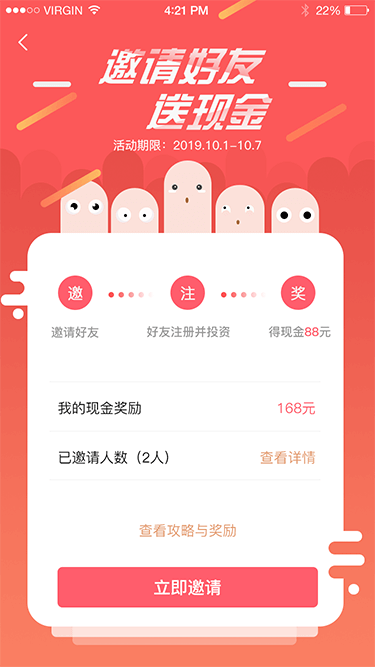 VIRGIN 4:21 PM 22%
邀请好友
送现金
活动期限：2019.10.1-10.7
邀 注 奖
邀请好友 好友注册并投资 得现金88元
我的现金奖励 168元
已邀请人数（2人） 查看详情
查看攻略与奖励
立即邀请